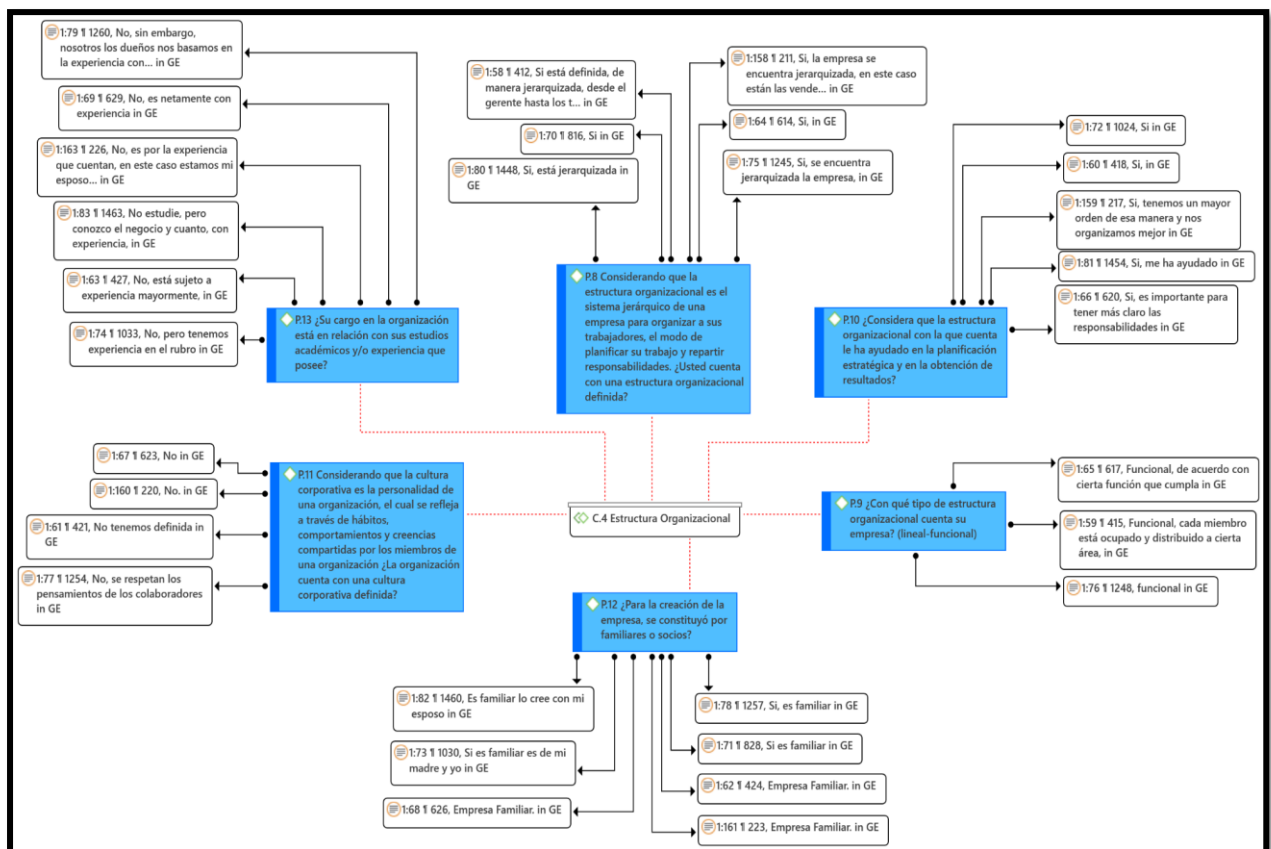 1:79 ¶ 1260, No, sin embargo,
nosotros los dueños nos basamos
en la experiencia con... in GE
1:69 ¶ 629, No, es netamente con
experiencia in GE
1:163 ¶ 226, No, es por la experiencia
que cuentan, en este caso estamos mi
esposo... in GE
1:83 ¶ 1463, No estudie, pero
conozco el negocio y cuanto, con
experiencia, in GE
1:63 ¶ 427, No, está sujeto a
experiencia mayormente, in GE
1:74 ¶ 1033, No, pero tenemos
experiencia en el rubro in GE
P.13 ¿Su cargo en la organización
está en relación con sus estudios
académicos y/o experiencia que
posee?
1:58 ¶ 412, Si está definida, de
manera jerarquizada, desde el
gerente hasta los t... in GE
1:70 ¶ 816, Si in GE
1:80 ¶ 1448, Si, está jerarquizada in
GE
1:158 ¶ 211, Si, la empresa se
encuentra jerarquizada, en este caso
están las vende... in GE
1:64 ¶ 614, Si, in GE
1:75 ¶ 1245, Si, se encuentra
jerarquizada la empresa, in GE
P.8 Considerando que la
estructura organizacional es el
sistema jerárquico de una
empresa para organizar a sus
trabajadores, el modo de
planificar su trabajo y repartir
responsabilidades. ¿Usted cuenta
con una estructura organizacional
definida?
1:72 ¶ 1024, Si in GE
1:60 ¶ 418, Si, in GE
1:159 ¶ 217, Si, tenemos un mayor
orden de esa manera y nos
organizamos mejor in GE
1:81 ¶ 1454, Si, me ha ayudado in GE
1:66 ¶ 620, Si, es importante para
tener más claro las
responsabilidades in GE
P.10 ¿Considera que la estructura
organizacional con la que cuenta
le ha ayudado en la planificación
estratégica y en la obtención de
resultados?
1:67 ¶ 623, No in GE
1:160 ¶ 220, No. in GE
1:61 ¶ 421, No tenemos definida in
GE
1:77 ¶ 1254, No, se respetan los
pensamientos de los colaboradores
in GE
P.11 Considerando que la cultura
corporativa es la personalidad de
una organización, el cual se refleja
a través de hábitos,
comportamientos y creencias
compartidas por los miembros de
una organización ¿La organización
cuenta con una cultura
corporativa definida?
C.4 Estructura Organizacional
P.9 ¿Con qué tipo de estructura
organizacional cuenta su
empresa? (lineal-funcional)
1:65 ¶ 617, Funcional, de acuerdo con
cierta función que cumpla in GE
1:59 ¶ 415, Funcional, cada miembro
está ocupado y distribuido a cierta
área, in GE
1:76 ¶ 1248, funcional in GE
P.12 ¿Para la creación de la
empresa, se constituyó por
familiares o socios?
1:82 ¶ 1460, Es familiar lo cree con mi
esposo in GE
1:73 ¶ 1030, Si es familiar es de mi
madre y yo in GE
1:68 ¶ 626, Empresa Familiar. in GE
1:78 ¶ 1257, Si, es familiar in GE
1:71 ¶ 828, Si es familiar in GE
1:62 ¶ 424, Empresa Familiar. in GE
1:161 ¶ 223, Empresa Familiar. in GE